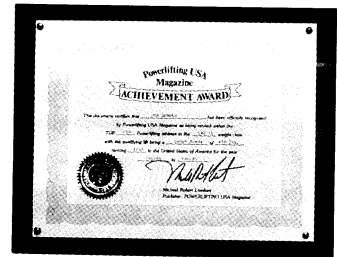 Powerlifting USA
Magazine
ACHIEVEMENT AWARD
This document certifies that has been officially recognized
by Powerlifting USA Magazine as being ranked within the
TOP Powerlifting athletes in the weight class
with the qualifying lift being a of
ranking in the United States of America for the year
to
Michael Robert Lambert
Publisher, POWERLIFTING USA Magazine